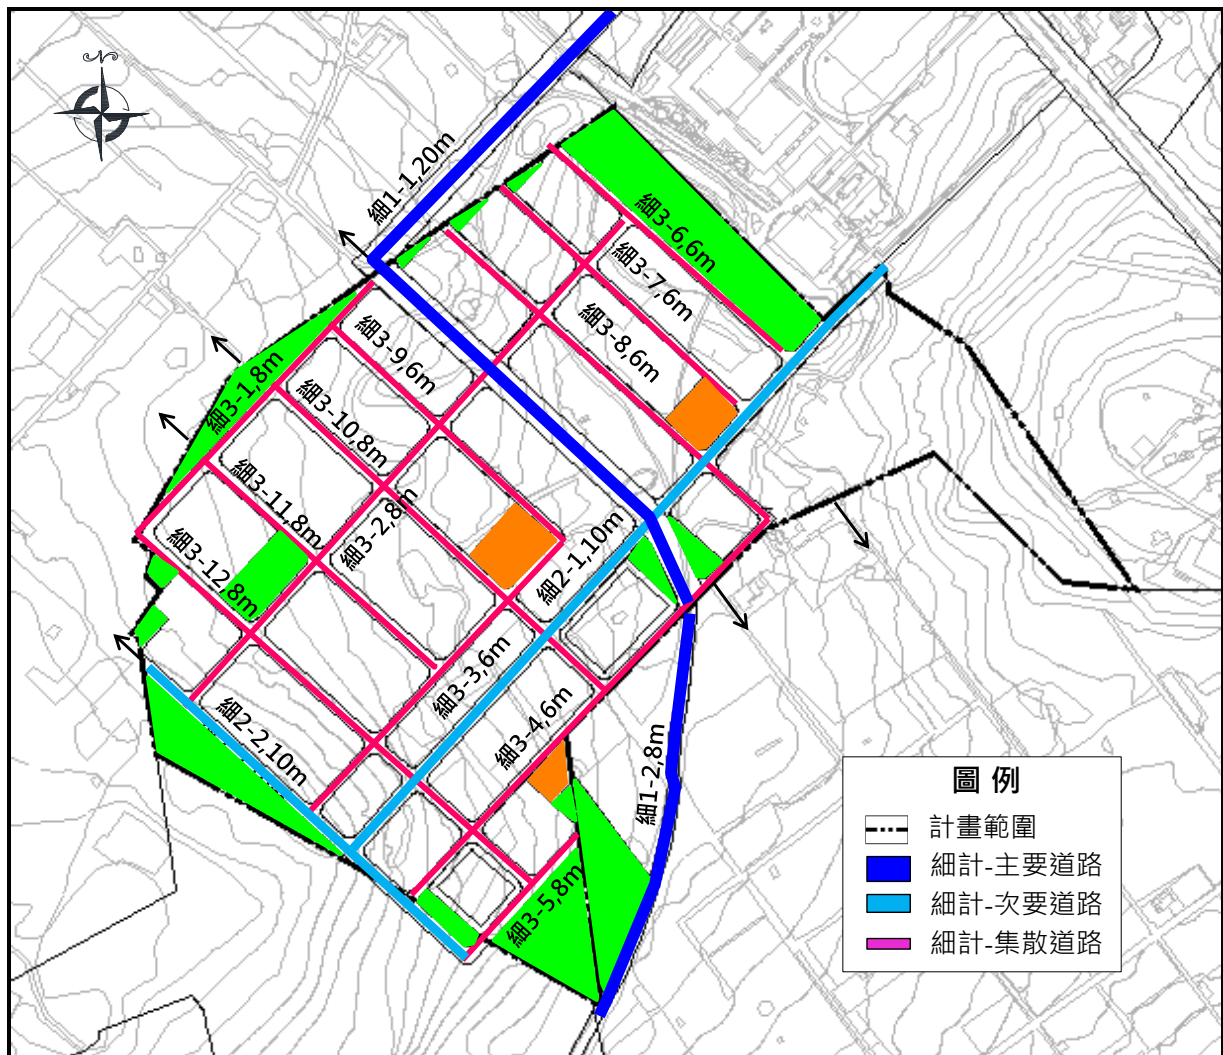 N
細1-1,20m
細3-6,6m
細3-7,6m
細3-8,6m
細3-9,6m
細3-1,8m
細3-10,8m
細3-11,8m
細3-2,8m
細3-12,8m
細2-1,10m
細3-3,6m
細2-2,10m
細3-4,6m
細1-2,8m
細3-5,8m
圖 例
計畫範圍
細計-主要道路
細計-次要道路
細計-集散道路